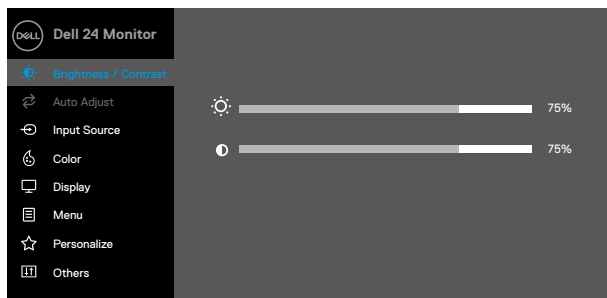 DELL Dell 24 Monitor
Brightness / Contrast
Auto Adjust
75%
Input Source
Color
75%
Display
Menu
Personalize
Others